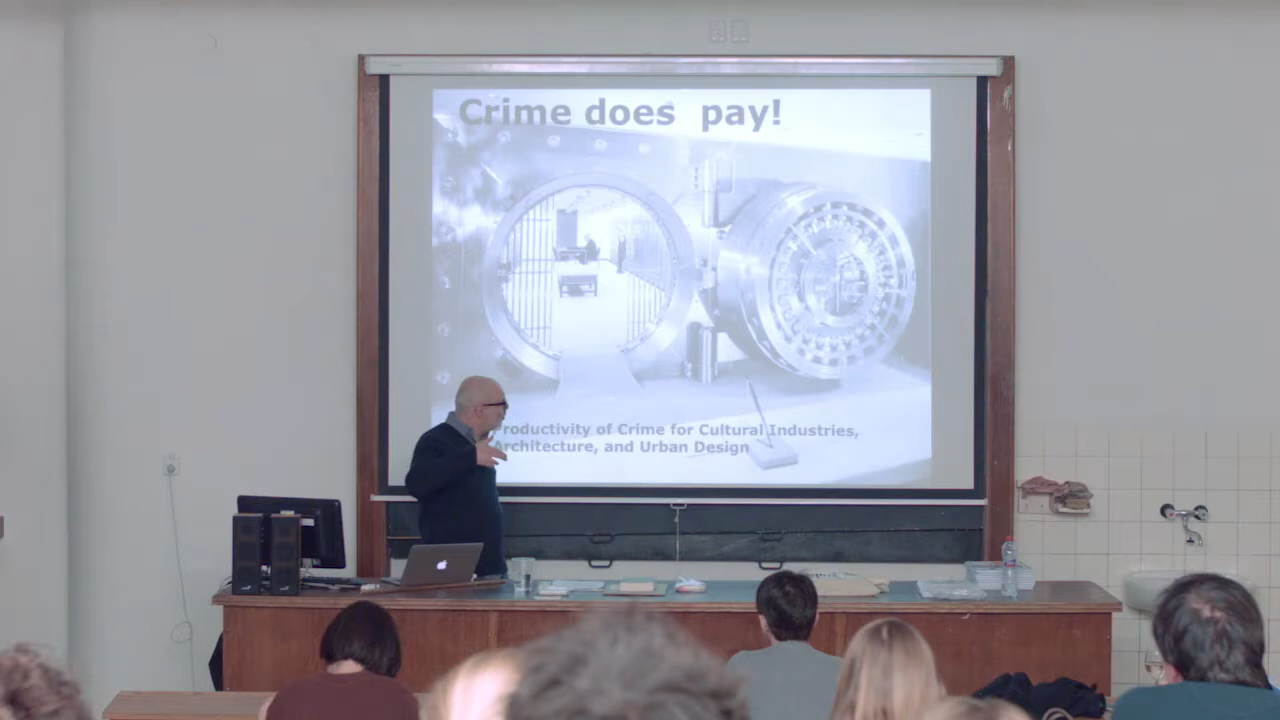 Crime does pay!
roductivity of Crime for Cultural Industries,
Architecture, and Urban Design